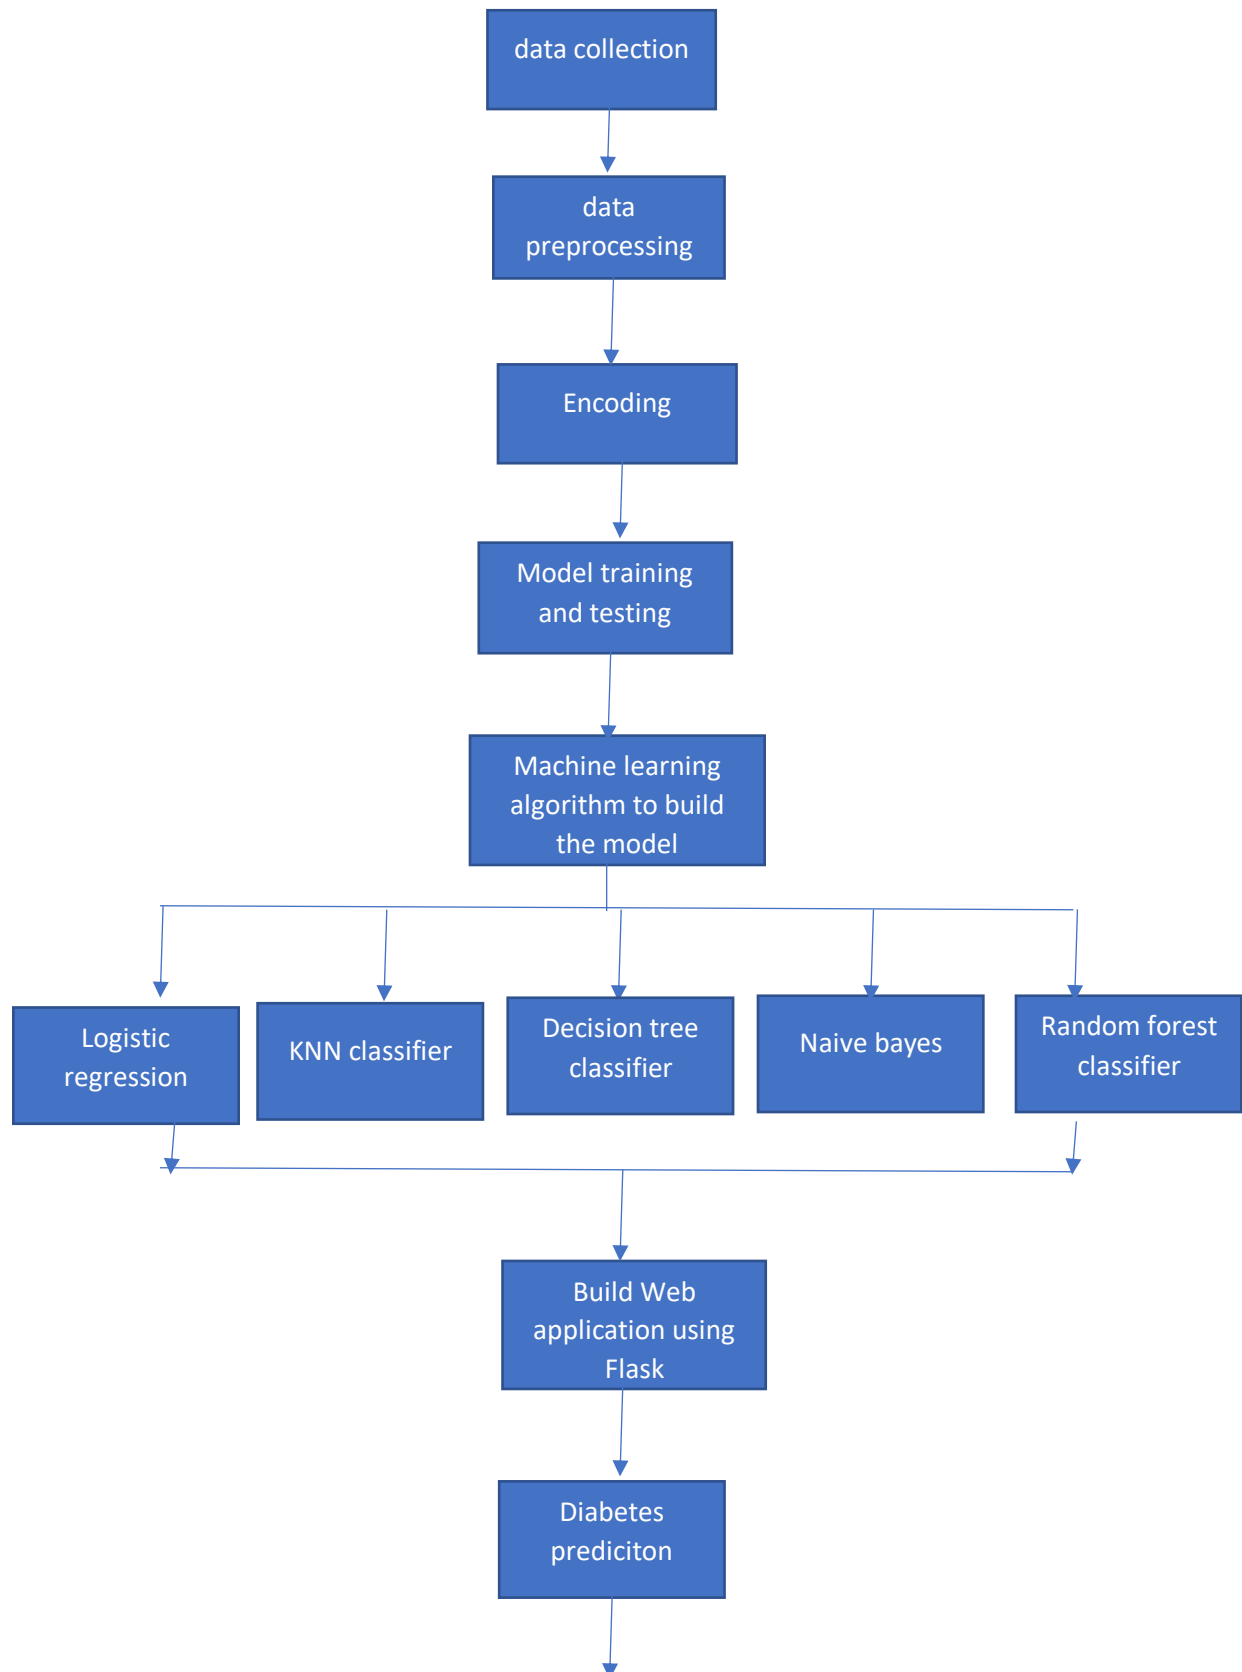 data collection
data
preprocessing
Encoding
Model training
and testing
Machine learning
algorithm to build
the model
Logistic
regression
KNN classifier
Decision tree
classifier
Naive bayes
Random forest
classifier
Build Web
application using
Flask
Diabetes
prediciton